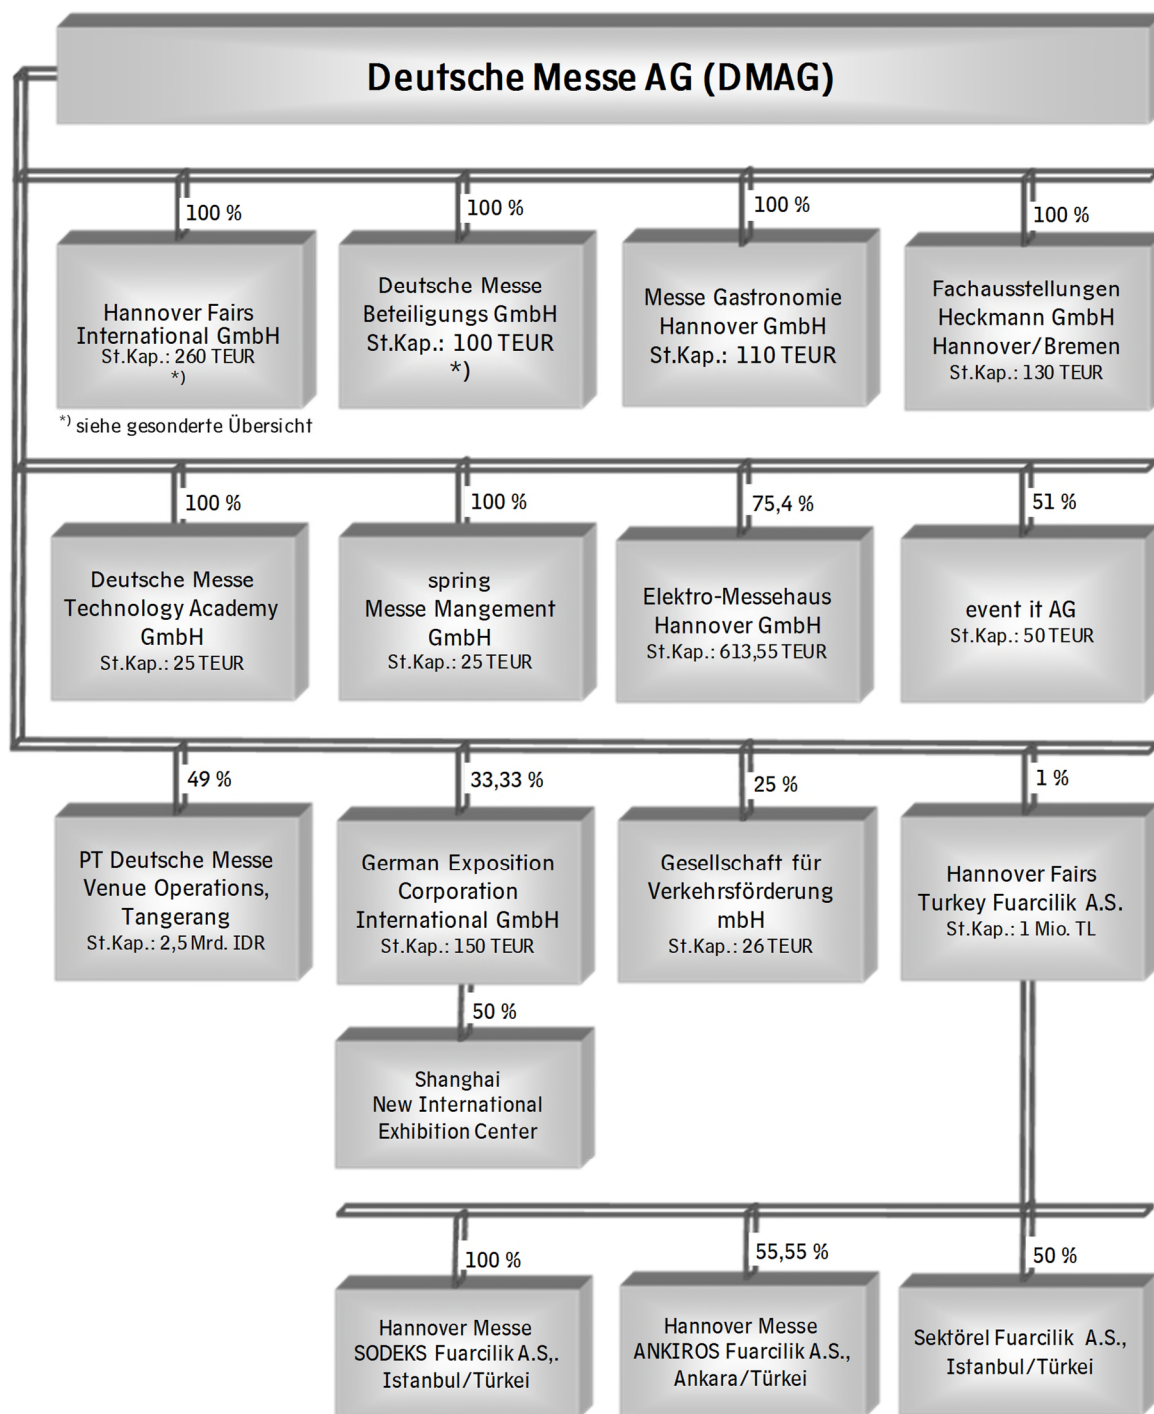 Deutsche Messe AG (DMAG)
100 %
100 %
100 %
100 %
Hannover Fairs
International GmbH
St.Kap.: 260 TEUR
*)
Deutsche Messe
Beteiligungs GmbH
St.Kap.: 100 TEUR
*)
Messe Gastronomie
Hannover GmbH
St.Kap.: 110 TEUR
Fachausstellungen
Heckmann GmbH
Hannover/Bremen
St.Kap.: 130 TEUR
*) siehe gesonderte Übersicht
100 %
100 %
75,4 %
51 %
Deutsche Messe
Technology Academy
GmbH
St.Kap.: 25 TEUR
spring
Messe Mangement
GmbH
St.Kap.: 25 TEUR
Elektro-Messehaus
Hannover GmbH
St.Kap.: 613,55 TEUR
event it AG
St.Kap.: 50 TEUR
49 %
33,33 %
25 %
1 %
PT Deutsche Messe
Venue Operations,
Tangerang
St.Kap.: 2,5 Mrd. IDR
German Exposition
Corporation
International GmbH
St.Kap.: 150 TEUR
Gesellschaft für
Verkehrsförderung
mbH
St.Kap.: 26 TEUR
Hannover Fairs
Turkey Fuarcilik A.S.
St.Kap.: 1 Mio. TL
50 %
Shanghai
New International
Exhibition Center
100 %
55,55 %
50 %
Hannover Messe
SODEKS Fuarcilik A.S,.
Istanbul/Türkei
Hannover Messe
ANKIROS Fuarcilik A.S.,
Ankara/Türkei
Sektörel Fuarcilik A.S.,
Istanbul/Türkei